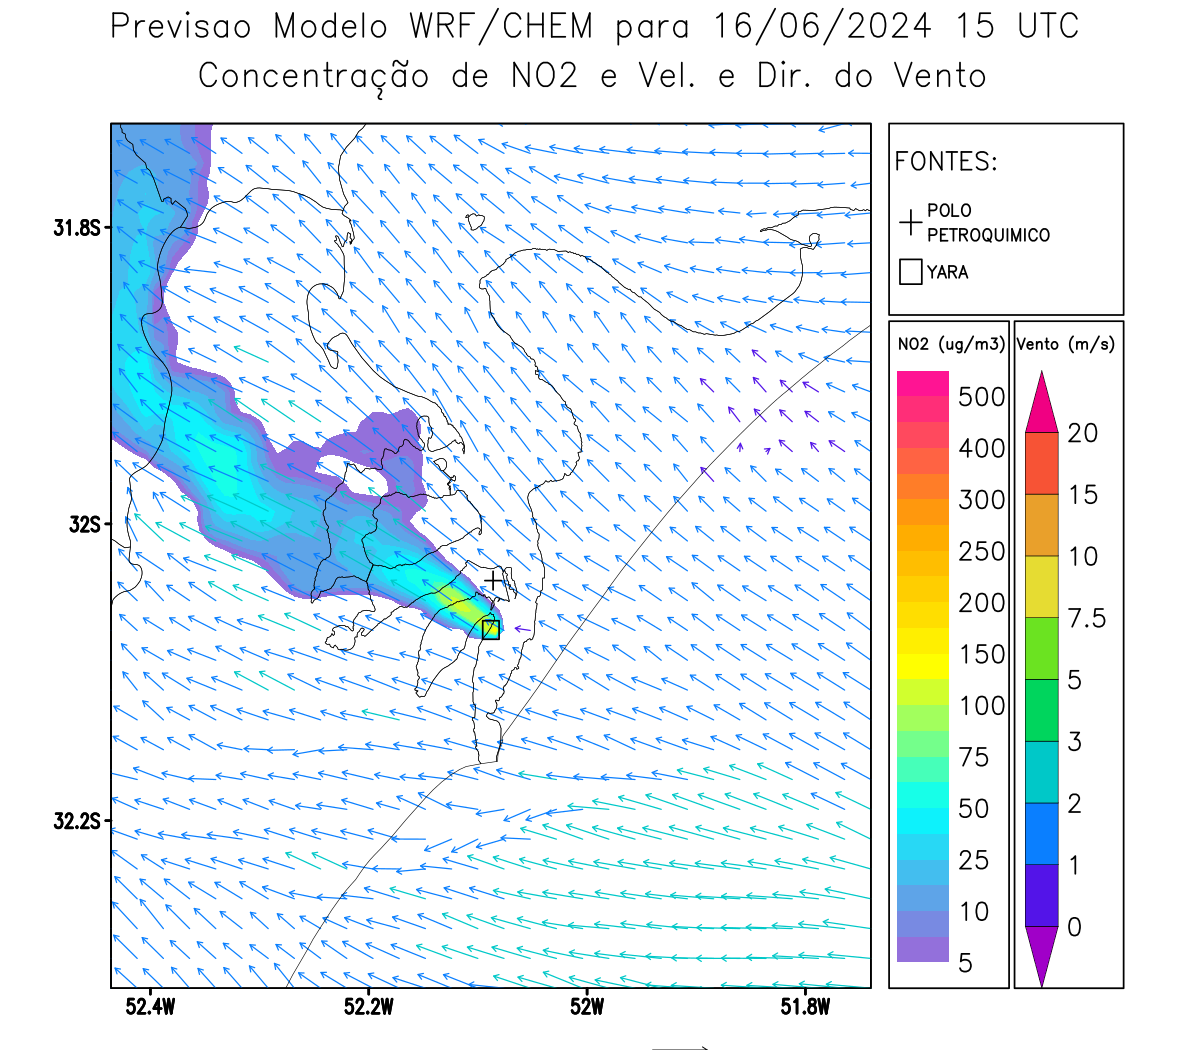 Previsao Modelo WRF/CHEM para 16/06/2024 15 UTC
Concentração de NO2 e Vel. e Dir. do Vento
FONTES:
POLO
PETROQUIMICO
YARA
NO2 (ug/m3)
500
400
300
250
200
150
100
75
50
25
10
5
Vento (m/s)
20
15
10
7.5
5
3
2
1
0
31.8S
32S
32.2S
52.4W
52.2W
52W
51.8W